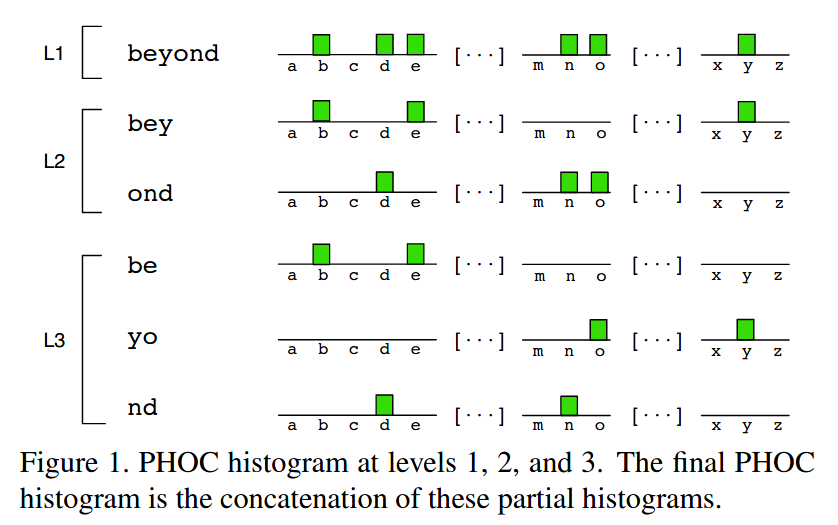 L1 beyond a b c d e [···] m n o [···] x y z
L2
bey a b c d e [···] m n o [···] x y z
ond a b c d e [···] m n o [···] x y z
be a b c d e [···] m n o [···] x y z
L3 yo a b c d e [···] m n o [···] x y z
nd a b c d e [···] m n o [···] x y z
Figure 1. PHOC histogram at levels 1, 2, and 3. The final PHOC
histogram is the concatenation of these partial histograms.